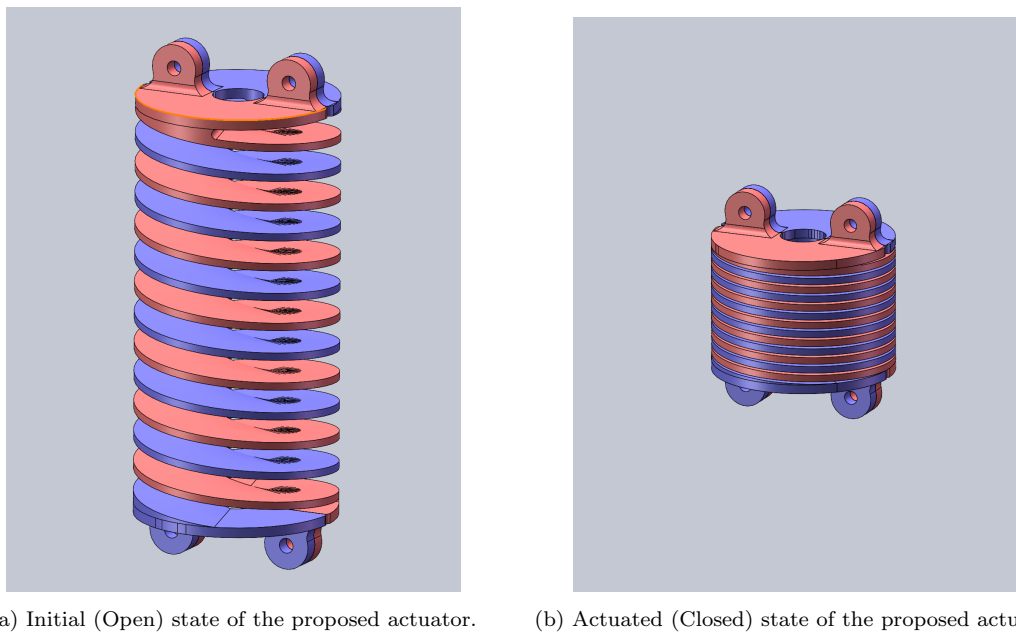 a) Initial (Open) state of the proposed actuator.
(b) Actuated (Closed) state of the proposed actu